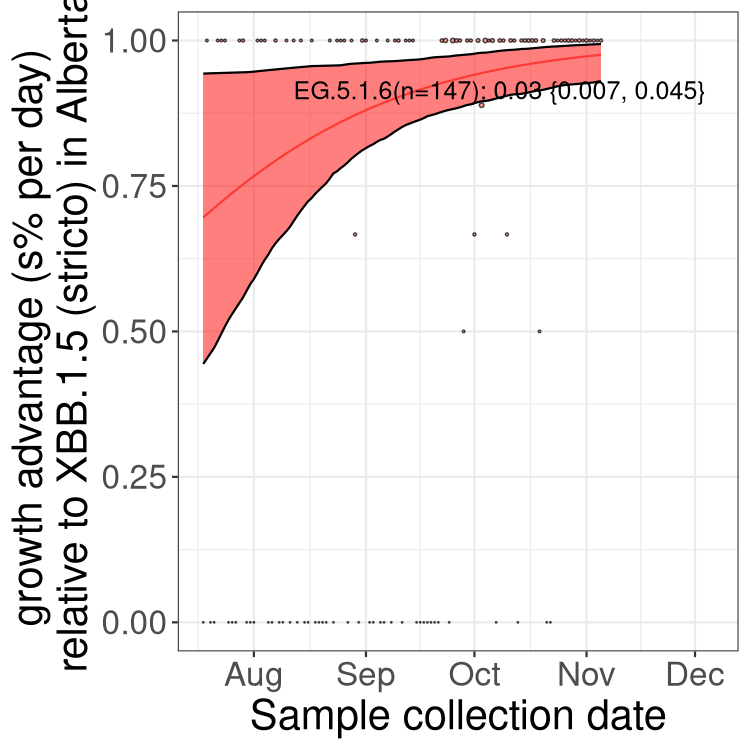 growth advantage (s% per day)
relative to XBB.1.5 (stricto) in Alberta
1.00
0.75
0.50
0.25
0.00
EG.5.1.6(n=147): 0.03 {0.007, 0.045}
Aug Sep Oct Nov Dec
Sample collection date